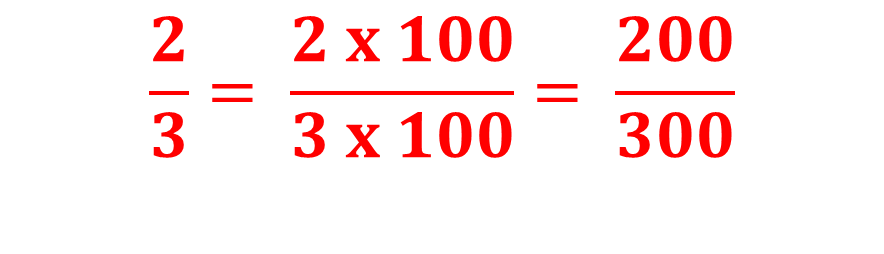 2/3 = 2 x 100/3 x 100 = 200/300